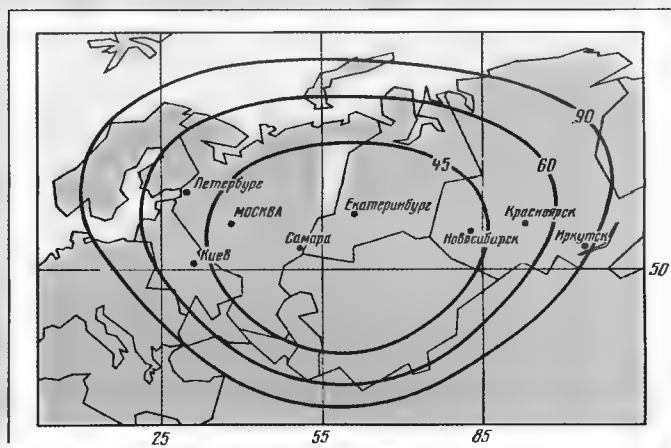 90
45
60
Петербург
МОСКВА
Екатеринбург
Красноярск
Самара
Новосибирск
Иркутск
Киев
50
25
55
85